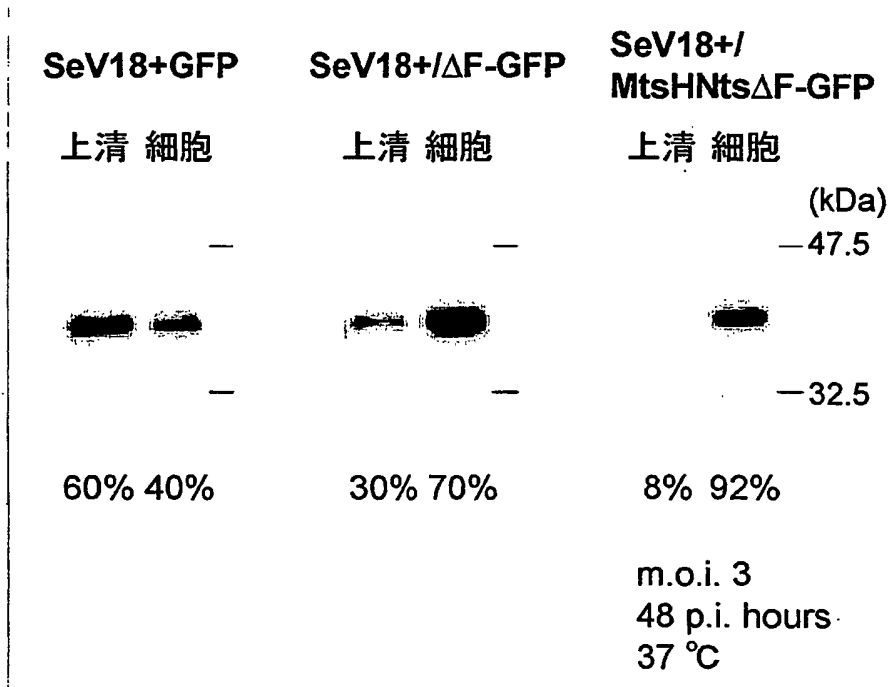 SeV18+GFP SeV18+/ΔF-GFP SeV18+/
MtsHNtsΔF-GFP
上清 細胞 上清 細胞 上清 細胞
(kDa)
47.5
32.5
60% 40% 30% 70% 8% 92%
m.o.i. 3
48 p.i. hours
37 ℃